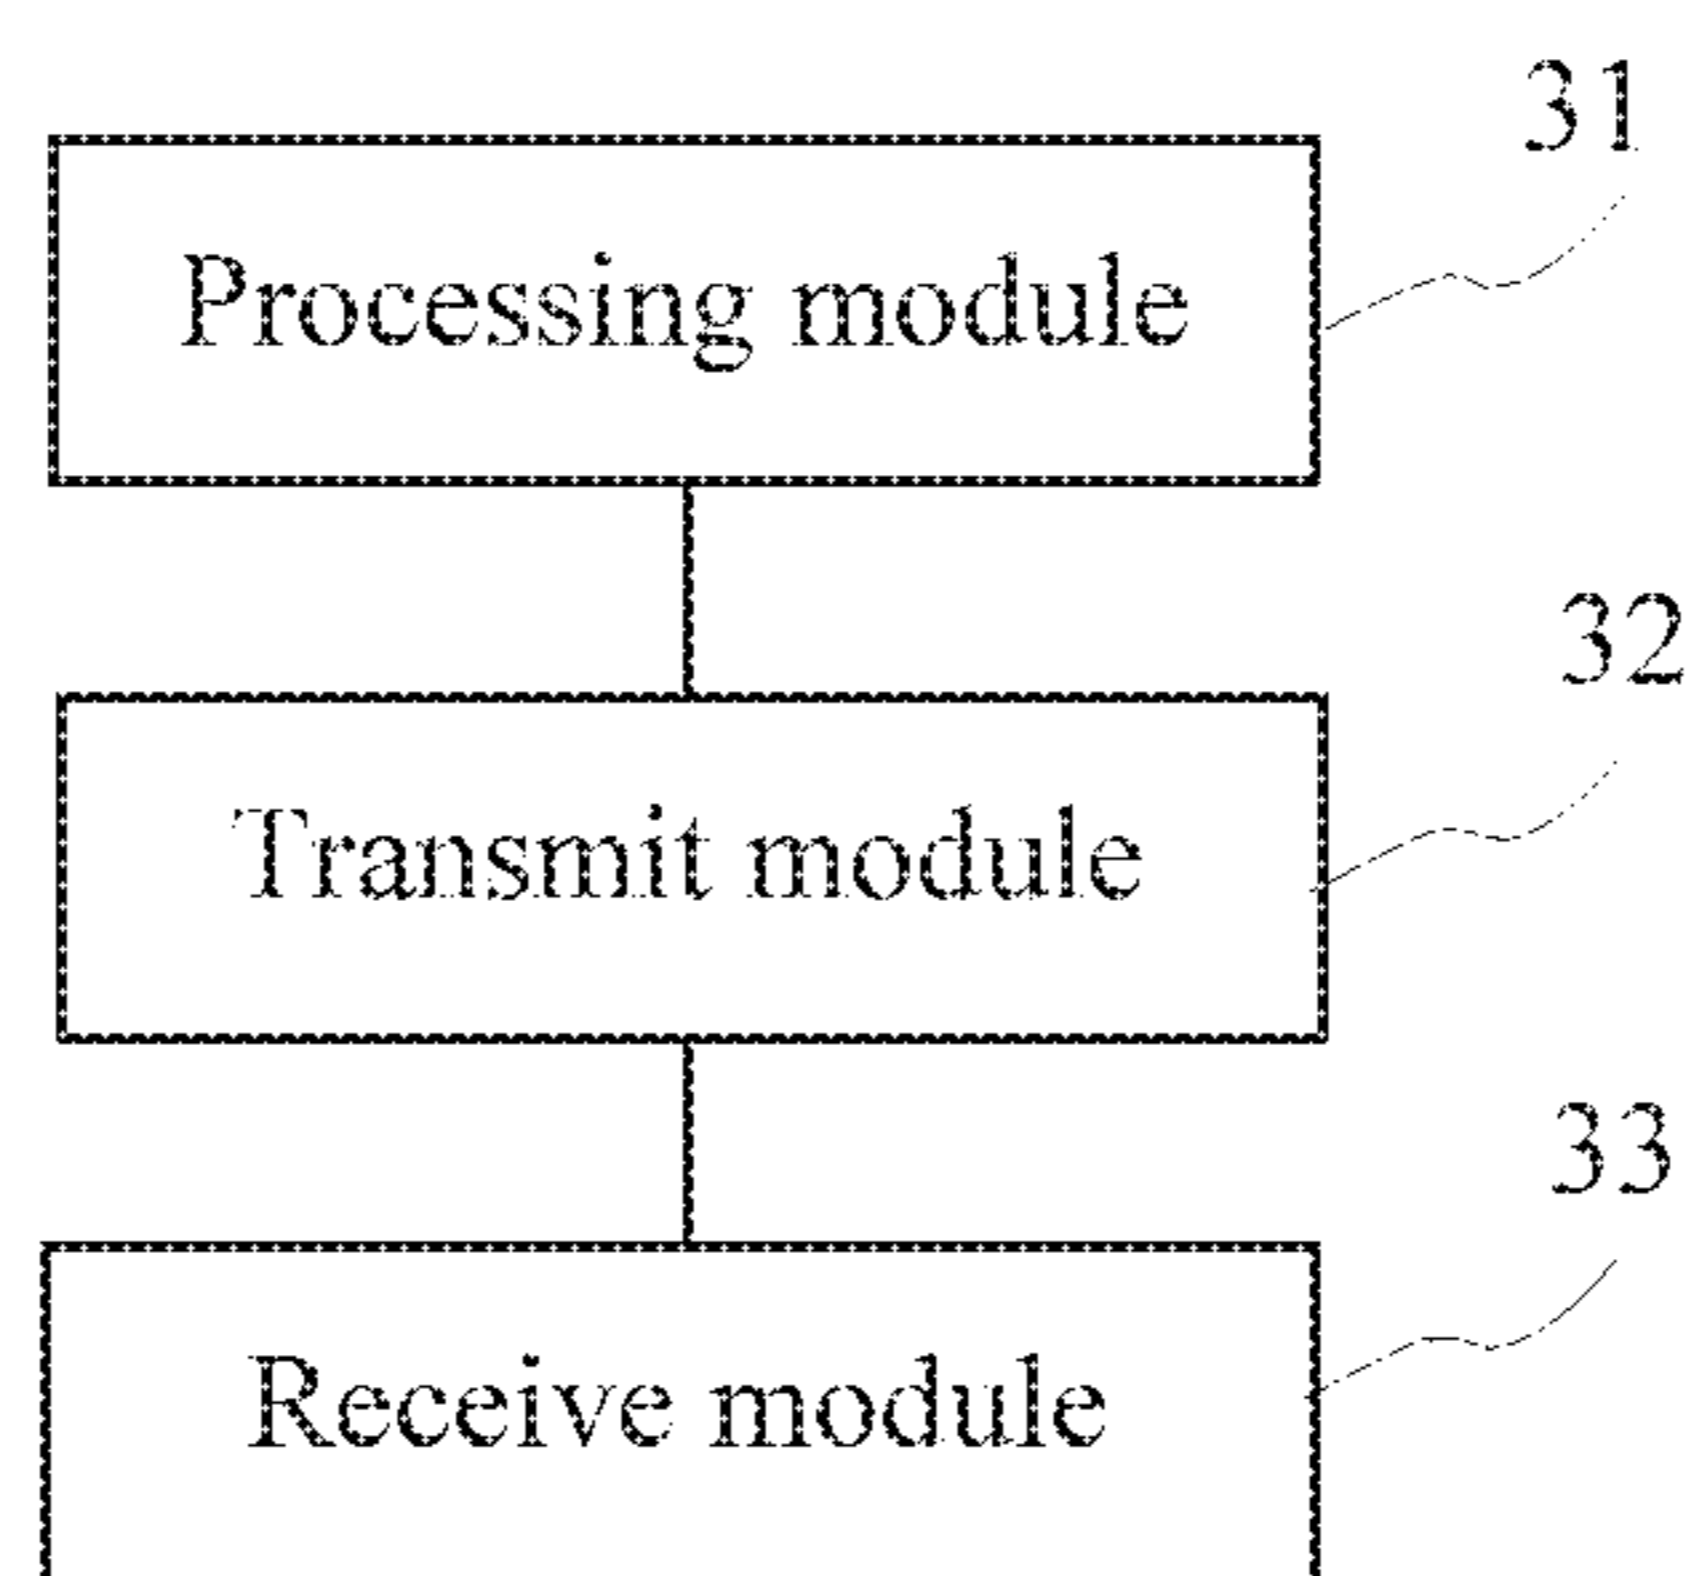 31
Processing module
32
Transmit module
33
Receive module